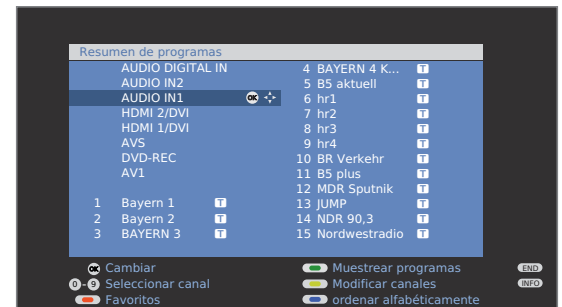 Resumen de programas
AUDIO DIGITAL IN
AUDIO IN2
AUDIO IN1 OK
HDMI 2/DVI
HDMI 1/DVI
AVS
DVD-REC
AV1
1 Bayern 1 T
2 Bayern 2 T
3 BAYERN 3 T
4 BAYERN 4 K... T
5 B5 aktuell T
6 hr1 T
7 hr2 T
8 hr3 T
9 hr4 T
10 BR Verkehr T
11 B5 plus T
12 MDR Sputnik T
13 JUMP T
14 NDR 90,3 T
15 Nordwestradio T
OK Cambiar
0-9 Seleccionar canal
Favoritos
Muestrear programas END
Modificar canales INFO
ordenar alfabéticamente